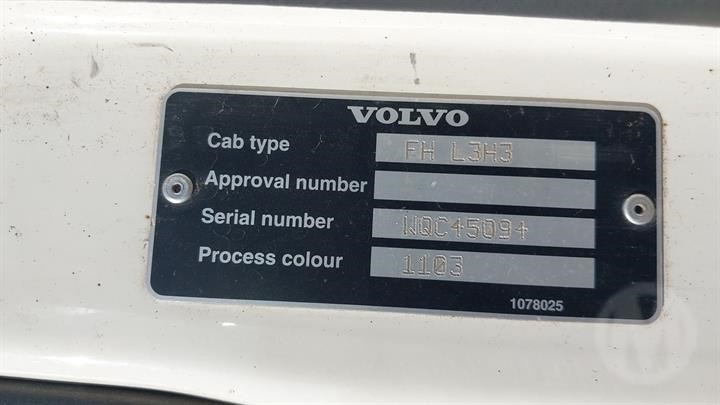 VOLVO
Cab type FH L3H3
Approval number
Serial number WQC45094
Process colour 1103
1078025